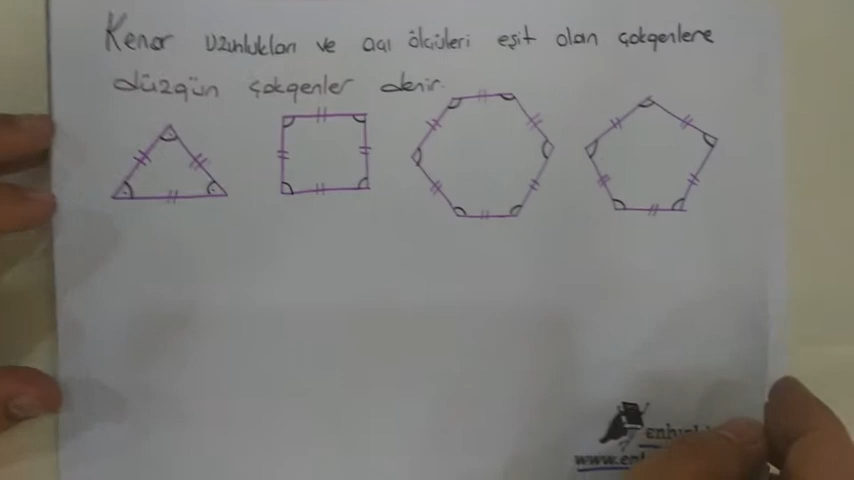 Kenar uzunlukları ve açı ölçüleri eşit olan çokgenlere
düzgün çokgenler denir.